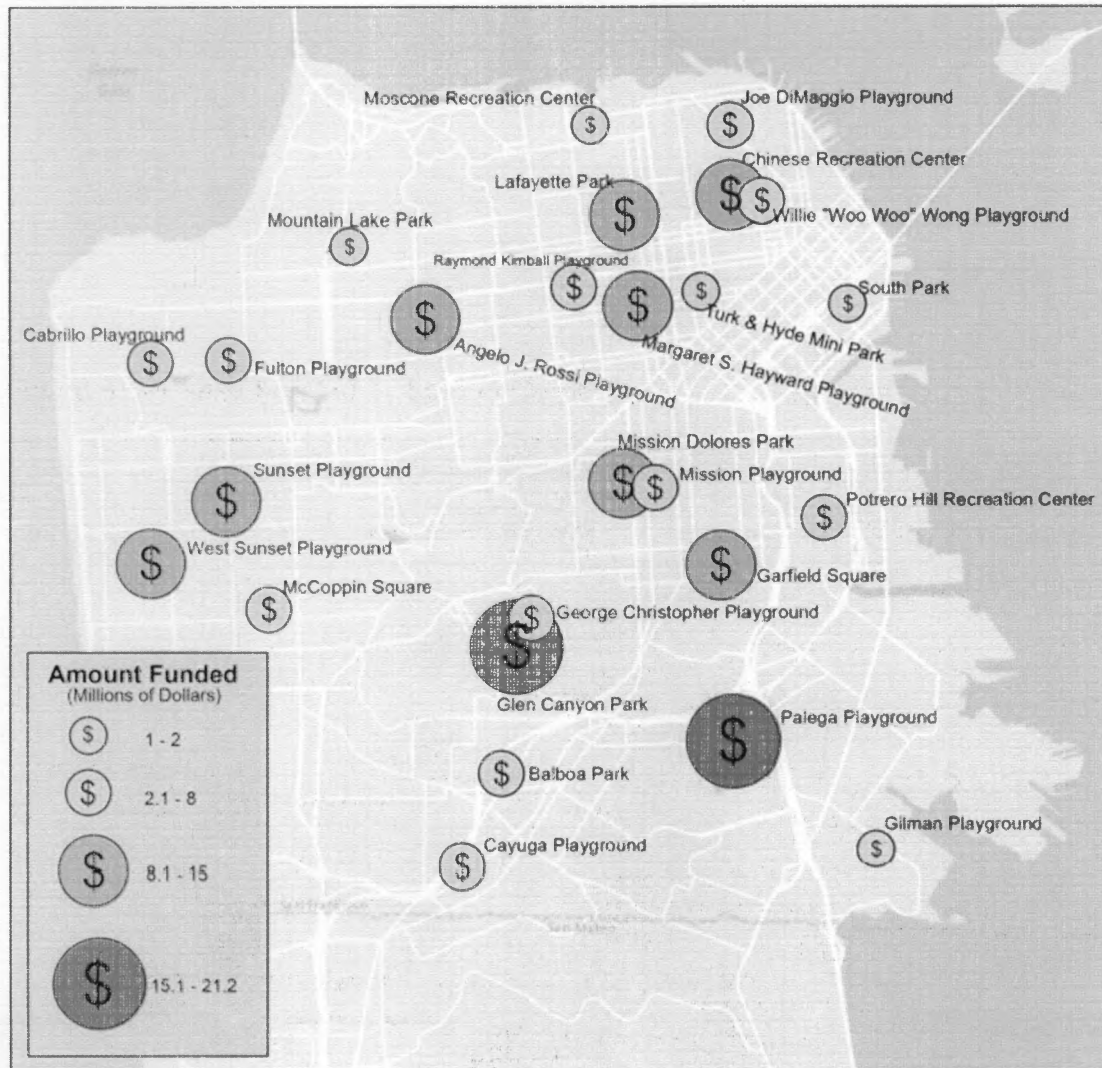 Moscone Recreation Center
Joe DiMaggio Playground
Chinese Recreation Center
Lafayette Park
Willie "Woo Woo" Wong Playground
Mountain Lake Park
Raymond Kimball Playground
South Park
Turk & Hyde Mini Park
Cabrillo Playground
Fulton Playground
Angelo J. Rossi Playground
Margaret S. Hayward Playground
Mission Dolores Park
Sunset Playground
Mission Playground
Potrero Hill Recreation Center
West Sunset Playground
Garfield Square
McCoppin Square
George Christopher Playground
Glen Canyon Park
Palega Playground
Balboa Park
Gilman Playground
Cayuga Playground
San Mateo
Amount Funded
(Millions of Dollars)
$ 1 - 2
$ 2.1 - 8
$ 8.1 - 15
$ 15.1 - 21.2